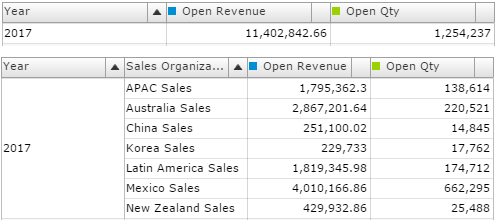 Year Open Revenue Open Qty
2017 11,402,842.66 1,254,237
Year Sales Organiza... Open Revenue Open Qty
APAC Sales 1,795,362.3 138,614
Australia Sales 2,867,201.64 220,521
China Sales 251,100.02 14,845
2017 Korea Sales 229,733 17,762
Latin America Sales 1,819,345.98 174,712
Mexico Sales 4,010,166.86 662,295
New Zealand Sales 429,932.86 25,488